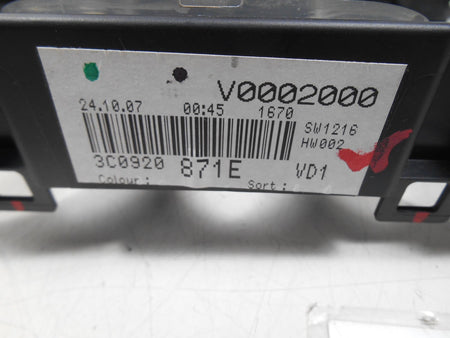 V0002000
24.10.07 00:45 1670
SW1216
HW002
3C0920 871E VD1
Colour: Sort: